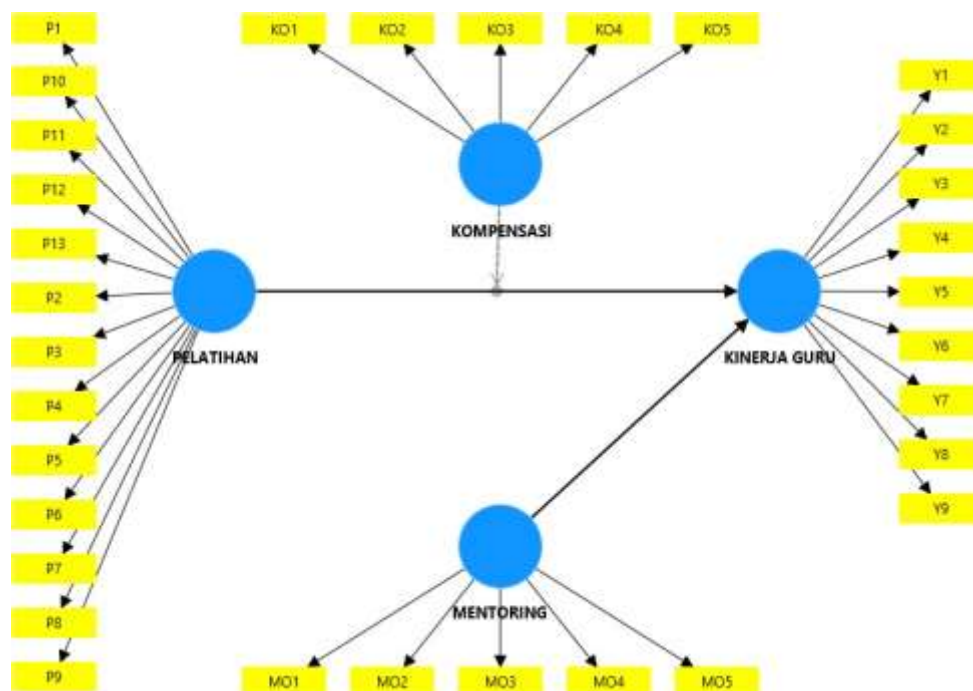 P1
P10
P11
P12
P13
P2
P3
P4
P5
P6
P7
P8
P9
KO1
KO2
KO3
KO4
KO5
KOMPENSASI
PELATIHAN
KINERJA GURU
MENTORING
MO1
MO2
MO3
MO4
MO5
Y1
Y2
Y3
Y4
Y5
Y6
Y7
Y8
Y9